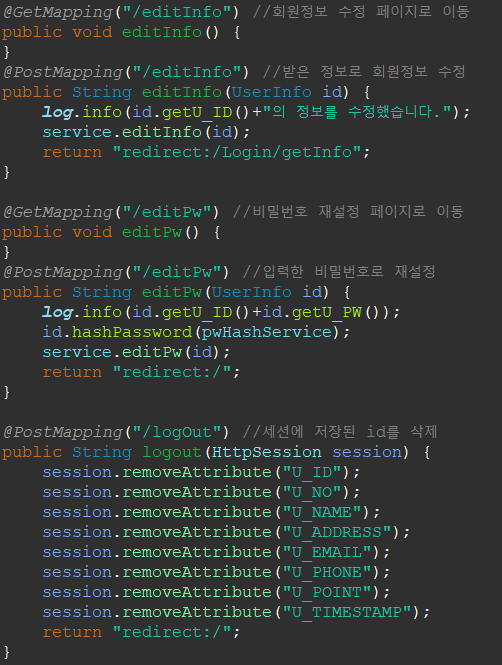 @GetMapping("/editInfo") //회원정보 수정 페이지로 이동
public void editInfo() {
}
@PostMapping("/editInfo") //받은 정보로 회원정보 수정
public String editInfo(UserInfo id) {
    log.info(id.getU_ID()+"의 정보를 수정했습니다.");
    service.editInfo(id);
    return "redirect:/Login/getInfo";
}

@GetMapping("/editPw") //비밀번호 재설정 페이지로 이동
public void editPw() {
}
@PostMapping("/editPw") //입력한 비밀번호로 재설정
public String editPw(UserInfo id) {
    log.info(id.getU_ID()+id.getU_PW());
    id.hashPassword(pwHashService);
    service.editPw(id);
    return "redirect:/";
}

@PostMapping("/logOut") //세션에 저장된 id를 삭제
public String logout(HttpSession session) {
    session.removeAttribute("U_ID");
    session.removeAttribute("U_NO");
    session.removeAttribute("U_NAME");
    session.removeAttribute("U_ADDRESS");
    session.removeAttribute("U_EMAIL");
    session.removeAttribute("U_PHONE");
    session.removeAttribute("U_POINT");
    session.removeAttribute("U_TIMESTAMP");
    return "redirect:/";
}